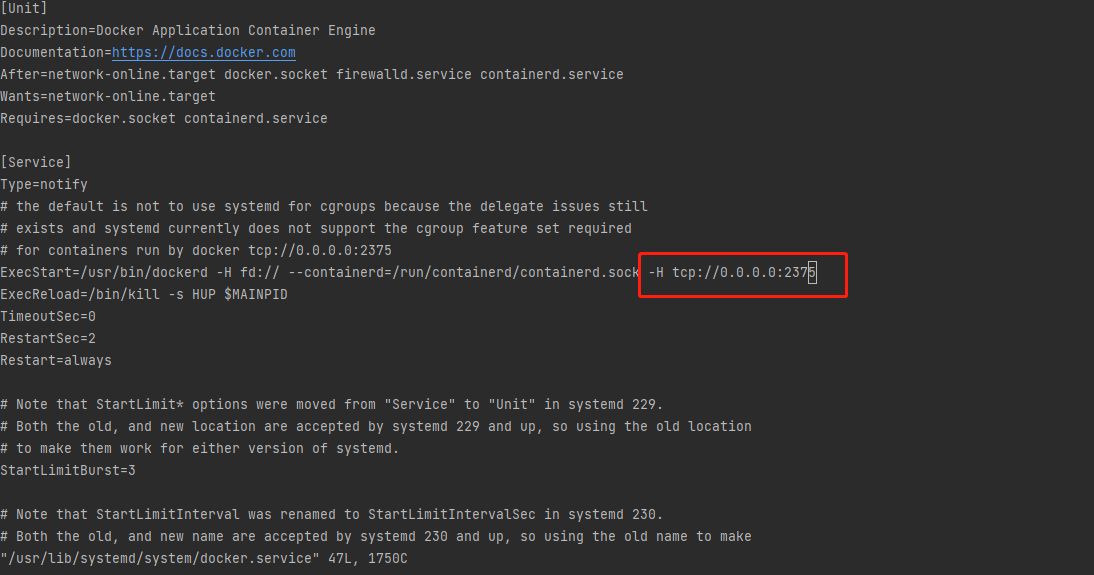 [Unit]
Description=Docker Application Container Engine
Documentation=https://docs.docker.com
After=network-online.target docker.socket firewalld.service containerd.service
Wants=network-online.target
Requires=docker.socket containerd.service
[Service]
Type=notify
# the default is not to use systemd for cgroups because the delegate issues still
# exists and systemd currently does not support the cgroup feature set required
# for containers run by docker tcp://0.0.0.0:2375
ExecStart=/usr/bin/dockerd -H fd:// --containerd=/run/containerd/containerd.sock -H tcp://0.0.0.0:2375
ExecReload=/bin/kill -s HUP $MAINPID
TimeoutSec=0
RestartSec=2
Restart=always
# Note that StartLimit* options were moved from "Service" to "Unit" in systemd 229.
# Both the old, and new location are accepted by systemd 229 and up, so using the old location
# to make them work for either version of systemd.
StartLimitBurst=3
# Note that StartLimitInterval was renamed to StartLimitIntervalSec in systemd 230.
# Both the old, and new name are accepted by systemd 230 and up, so using the old name to make
"/usr/lib/systemd/system/docker.service" 47L, 1750C